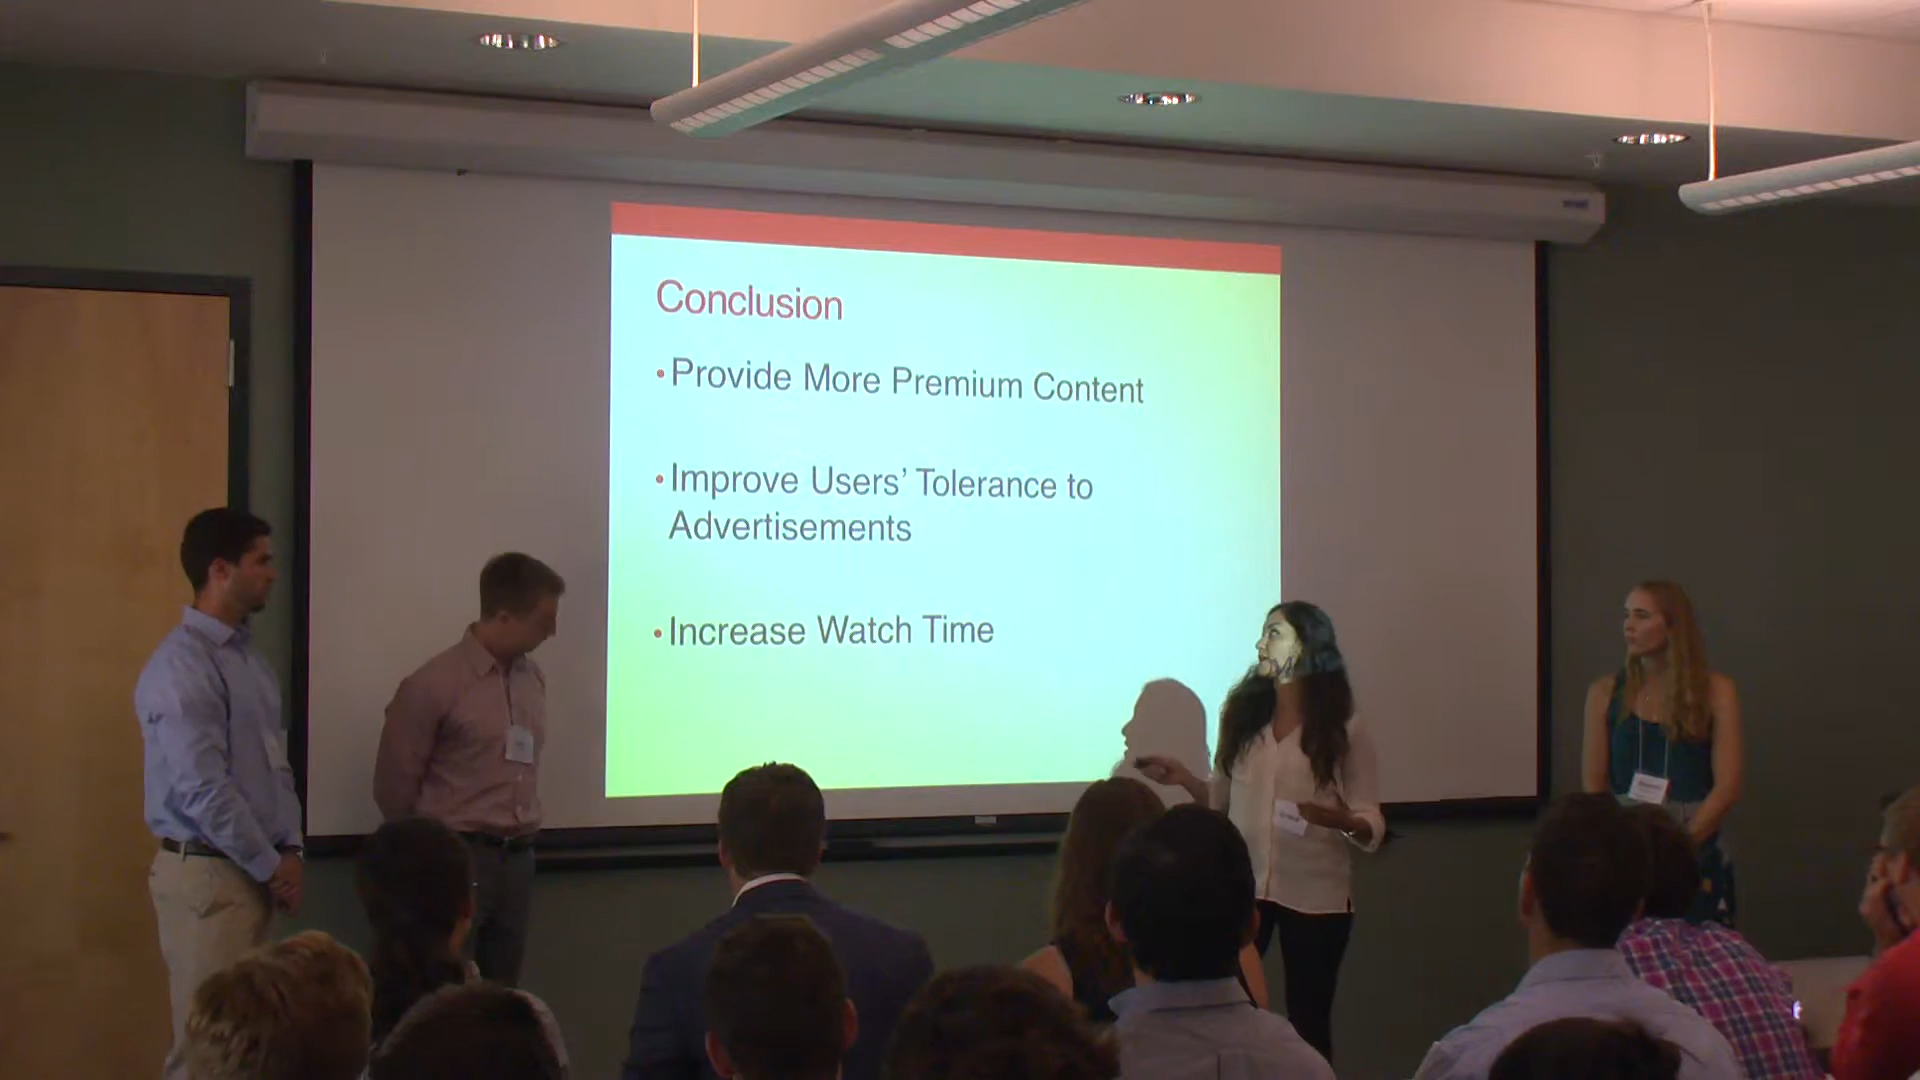 Conclusion
•Provide More Premium Content
•Improve Users’ Tolerance to
Advertisements
•Increase Watch Time